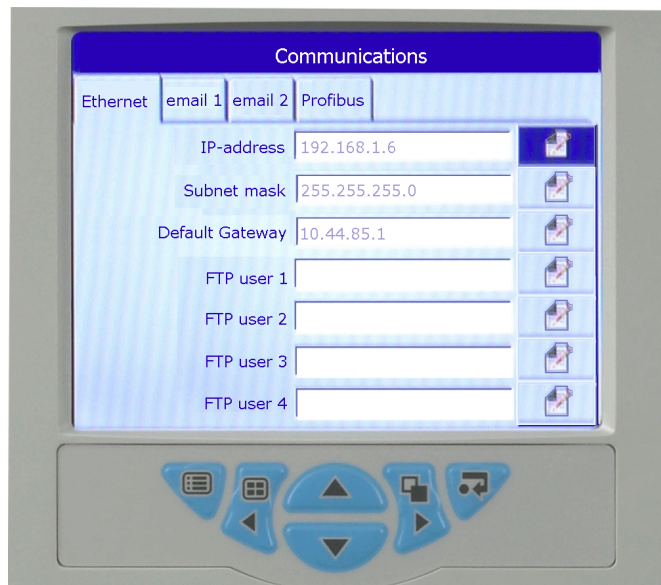 Communications
Ethernet email 1 email 2 Profibus
IP-address 192.168.1.6
Subnet mask 255.255.255.0
Default Gateway 10.44.85.1
FTP user 1
FTP user 2
FTP user 3
FTP user 4